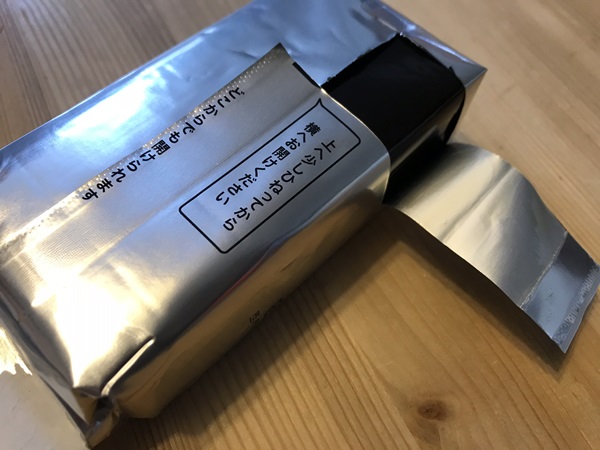 どこからでも開けられます
上へ少しひねってから
横へお開けください